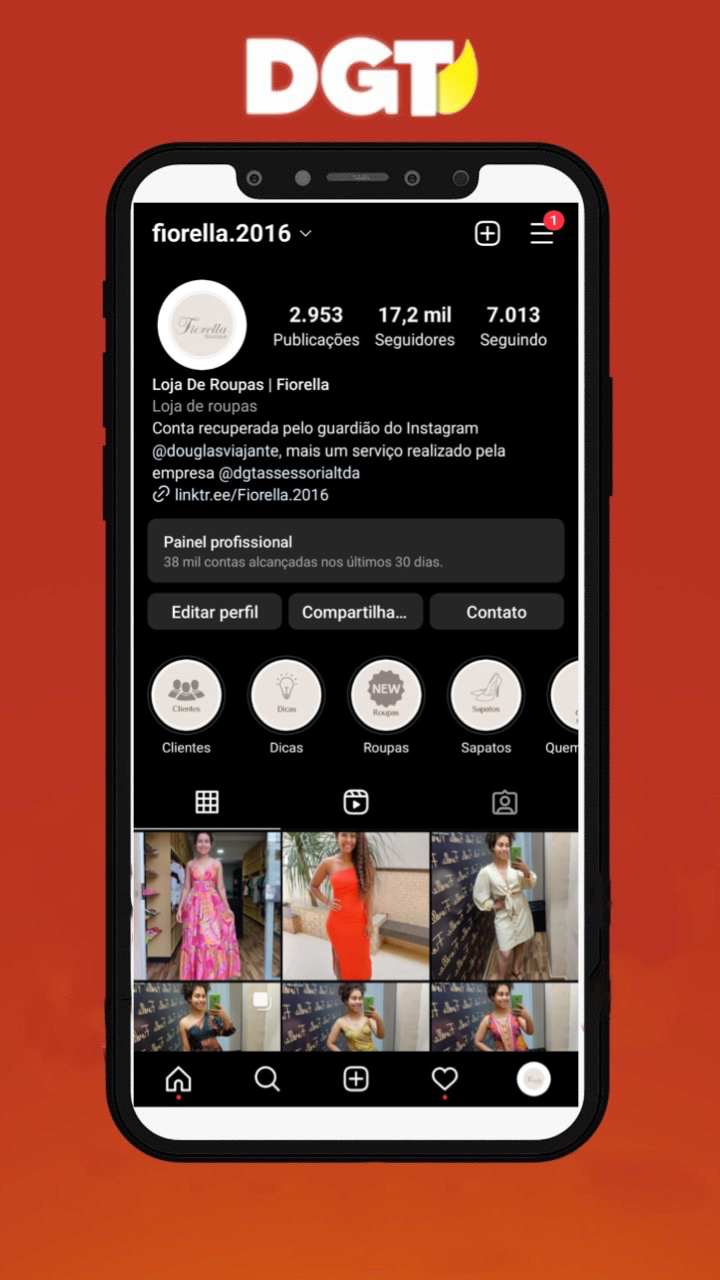 DGT
fiorella.2016
1
2.953
17,2 mil
7.013
Publicações
Seguidores
Seguindo
Fiorella
Boutique
Loja De Roupas | Fiorella
Loja de roupas
Conta recuperada pelo guardião do Instagram
@douglasviajante, mais um serviço realizado pela
empresa @dgtassessorialtda
linktr.ee/Fiorella.2016
Painel profissional
38 mil contas alcançadas nos últimos 30 dias.
Editar perfil
Compartilha...
Contato
Clientes
Dicas
NEW
Roupas
Sapatos
Clientes
Dicas
Roupas
Sapatos
Quem